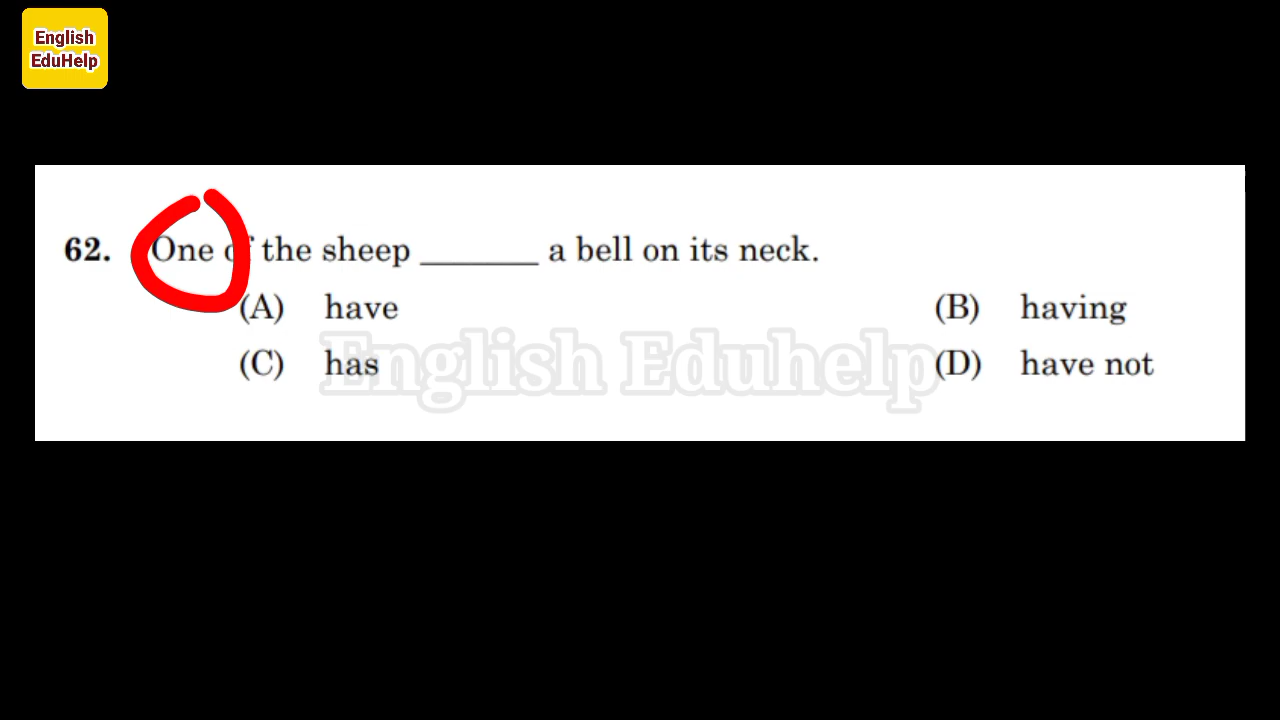 English
EduHelp
62. One of the sheep _______ a bell on its neck.
(A) have (B) having
(C) has (D) have not
English Eduhelp